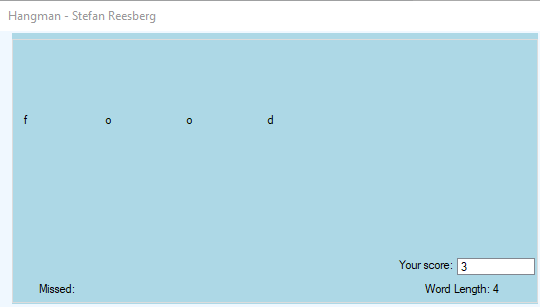 Hangman - Stefan Reesberg
f o o d
Your score: 3
Missed: Word Length: 4